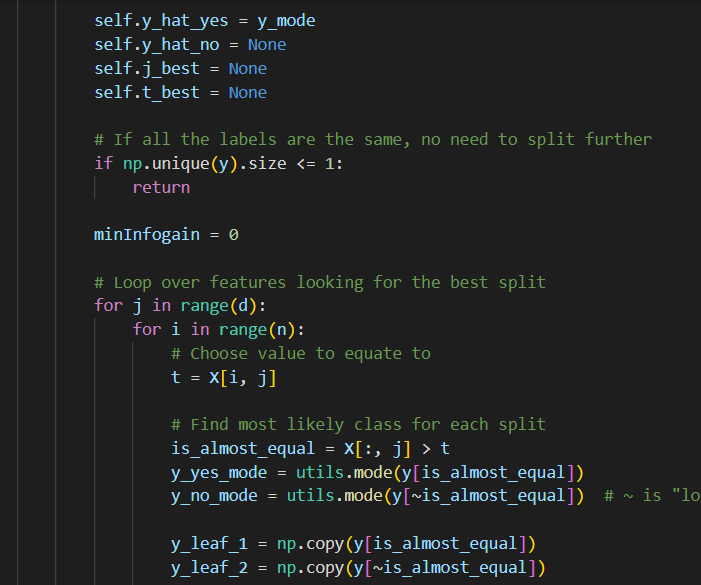 self.y_hat_yes = y_mode
self.y_hat_no = None
self.j_best = None
self.t_best = None
# If all the labels are the same, no need to split further
if np.unique(y).size <= 1:
return
minInfogain = 0
# Loop over features looking for the best split
for j in range(d):
for i in range(n):
# Choose value to equate to
t = X[i, j]
# Find most likely class for each split
is_almost_equal = X[:, j] > t
y_yes_mode = utils.mode(y[is_almost_equal])
y_no_mode = utils.mode(y[~is_almost_equal])  # ~ is "lo
y_leaf_1 = np.copy(y[is_almost_equal])
y_leaf_2 = np.copy(y[~is_almost_equal])